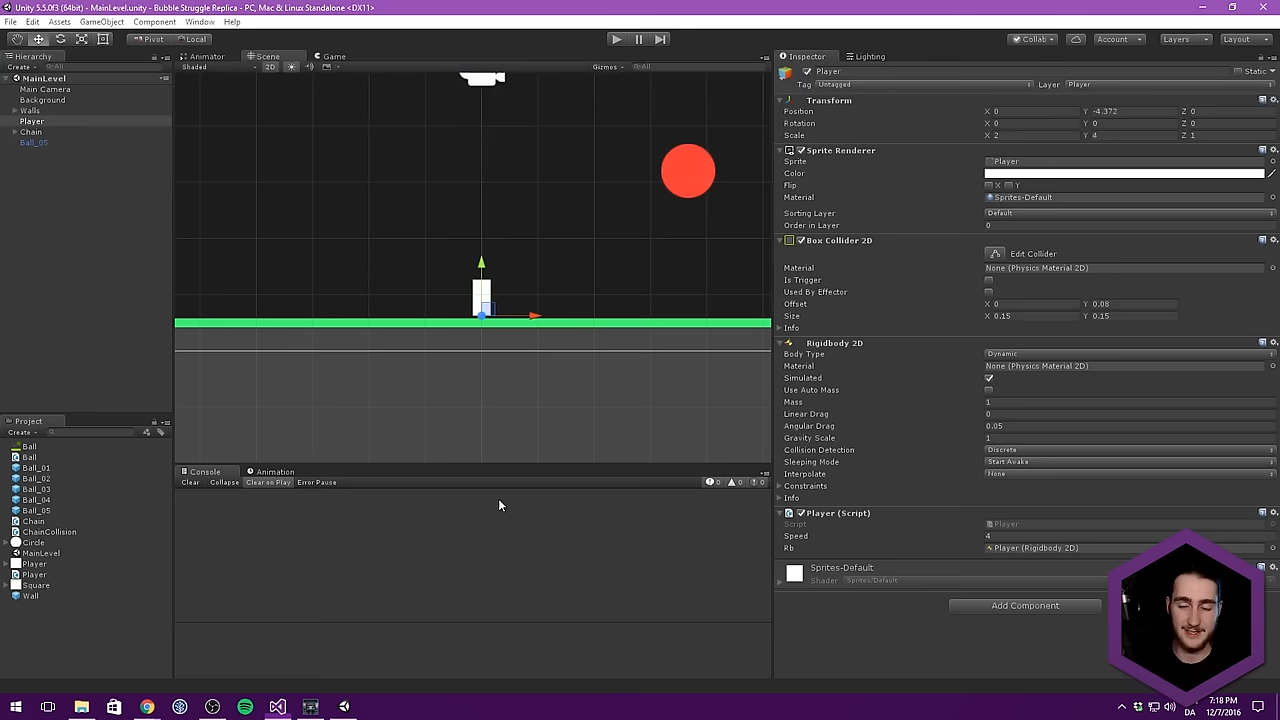 Unity 5.5.0f3 (64bit) - MainLevel.unity - Bubble Struggle Replica - PC, Mac & Linux Standalone <DX11>
File Edit Assets GameObject Component Window Help
Pivot Local
Collab Account Layers Layout
Hierarchy
Create All
MainLevel
Main Camera
Background
Walls
Player
Chain
Ball_05
Animator Scene Game
Shaded 2D Gizmos All
Project
Create
Ball
Ball
Ball_01
Ball_02
Ball_03
Ball_04
Ball_05
Chain
ChainCollision
Circle
MainLevel
Player
Player
Square
Wall
Console Animation
Clear Collapse Clear on Play Error Pause 0 0 0
Inspector Lighting
Player Static
Tag Untagged Layer Player
Transform
Position X 0 Y -4.372 Z 0
Rotation X 0 Y 0 Z 0
Scale X 2 Y 4 Z 1
Sprite Renderer
Sprite Player
Color
Flip X Y
Material Sprites-Default
Sorting Layer Default
Order in Layer 0
Box Collider 2D
Edit Collider
Material None (Physics Material 2D)
Is Trigger
Used By Effector
Offset X 0 Y 0.08
Size X 0.15 Y 0.15
Info
Rigidbody 2D
Body Type Dynamic
Material None (Physics Material 2D)
Simulated
Use Auto Mass
Mass 1
Linear Drag 0
Angular Drag 0.05
Gravity Scale 1
Collision Detection Discrete
Sleeping Mode Start Awake
Interpolate None
Constraints
Info
Player (Script)
Script Player
Speed 4
Rb Player (Rigidbody 2D)
Sprites-Default
Shader Sprites/Default
Add Component
7:18 PM
DA 12/7/2016